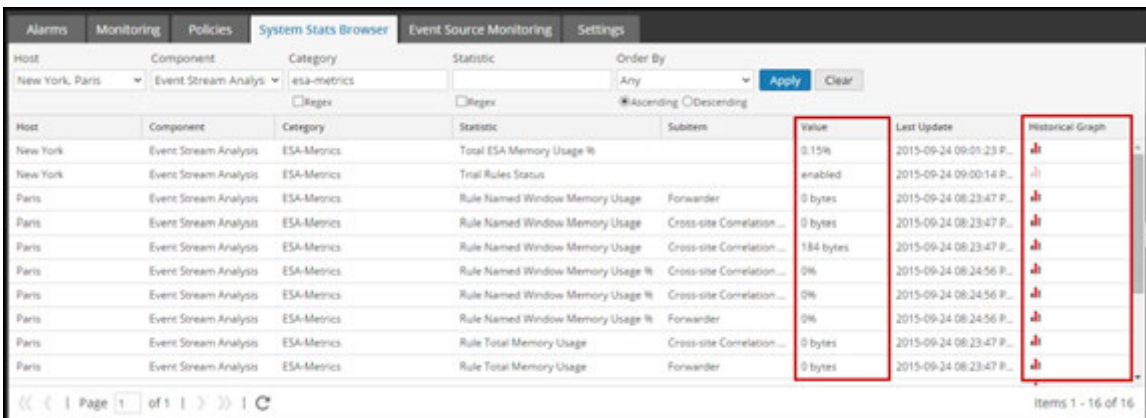 Alarms Monitoring Policies System Stats Browser Event Source Monitoring Settings
Host Component Category Statistic Order By
New York, Paris Event Stream Analys esa-metrics Any Apply Clear
Regex Regex Ascending Descending
Host Component Category Statistic Subitem Value Last Update Historical Graph
New York Event Stream Analysis ESA-Metrics Total ESA Memory Usage % 0.15% 2015-09-24 09:01:23 P...
New York Event Stream Analysis ESA-Metrics Trial Rules Status enabled 2015-09-24 09:00:14 P...
Paris Event Stream Analysis ESA-Metrics Rule Named Window Memory Usage Forwarder 0 bytes 2015-09-24 08:23:47 P...
Paris Event Stream Analysis ESA-Metrics Rule Named Window Memory Usage Cross-site Correlation ... 0 bytes 2015-09-24 08:23:47 P...
Paris Event Stream Analysis ESA-Metrics Rule Named Window Memory Usage Cross-site Correlation ... 184 bytes 2015-09-24 08:23:47 P...
Paris Event Stream Analysis ESA-Metrics Rule Named Window Memory Usage % Cross-site Correlation ... 0% 2015-09-24 08:24:56 P...
Paris Event Stream Analysis ESA-Metrics Rule Named Window Memory Usage % Cross-site Correlation ... 0% 2015-09-24 08:24:56 P...
Paris Event Stream Analysis ESA-Metrics Rule Named Window Memory Usage % Forwarder 0% 2015-09-24 08:24:56 P...
Paris Event Stream Analysis ESA-Metrics Rule Total Memory Usage Cross-site Correlation ... 0 bytes 2015-09-24 08:23:47 P...
Paris Event Stream Analysis ESA-Metrics Rule Total Memory Usage Forwarder 0 bytes 2015-09-24 08:23:47 P...
Page 1 of 1 Items 1 - 16 of 16